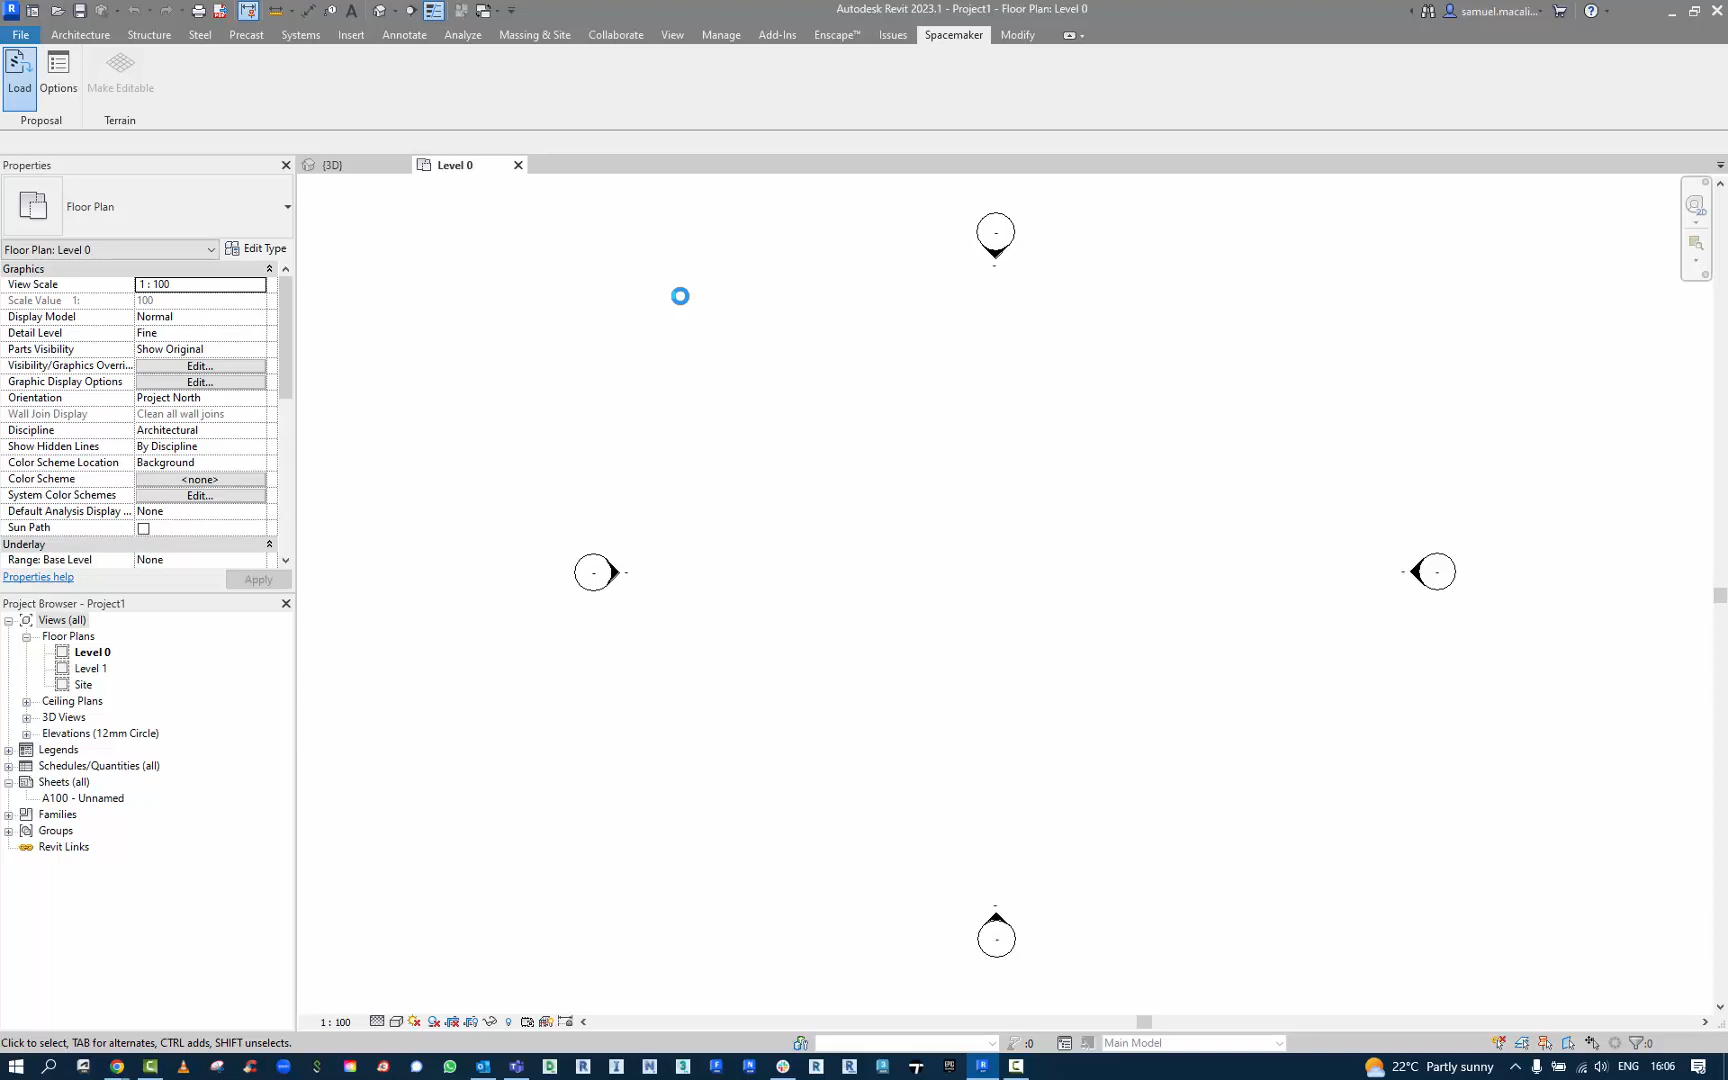 Autodesk Revit 2023.1 - Project1 - Floor Plan: Level 0
samuel.macali...
File Architecture Structure Steel Precast Systems Insert Annotate Analyze Massing & Site Collaborate View Manage Add-Ins Enscape™ Issues Spacemaker Modify
Load Options Make Editable
Proposal Terrain
Properties
{3D}
Level 0
Floor Plan
Floor Plan: Level 0
Edit Type
Graphics
View Scale 1 : 100
Scale Value 1: 100
Display Model Normal
Detail Level Fine
Parts Visibility Show Original
Visibility/Graphics Overri... Edit...
Graphic Display Options Edit...
Orientation Project North
Wall Join Display Clean all wall joins
Discipline Architectural
Show Hidden Lines By Discipline
Color Scheme Location Background
Color Scheme <none>
System Color Schemes Edit...
Default Analysis Display ... None
Sun Path
Underlay
Range: Base Level None
Properties help
Apply
Project Browser - Project1
Views (all)
Floor Plans
Level 0
Level 1
Site
Ceiling Plans
3D Views
Elevations (12mm Circle)
Legends
Schedules/Quantities (all)
Sheets (all)
A100 - Unnamed
Families
Groups
Revit Links
2D
1 : 100
Click to select, TAB for alternates, CTRL adds, SHIFT unselects.
:0
Main Model
:0
22°C Partly sunny
ENG
16:06